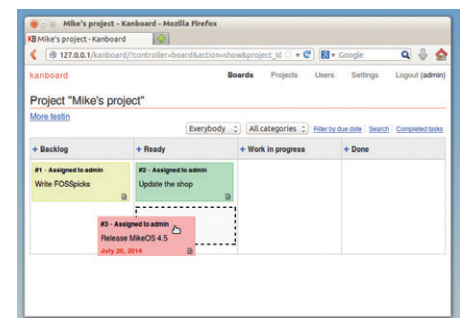 Mike's project - Kanboard - Mozilla Firefox
KB Mike's project - Kanboard
127.0.0.1/kanboard/?controller=board&action=show&project_id
Google
kanboard
Boards Projects Users Settings Logout (admin)
Project "Mike's project"
More testin
Everybody All categories Filter by due date Search Completed tasks
+ Backlog + Ready + Work in progress + Done
#1 - Assigned to admin #2 - Assigned to admin
Write FOSSpicks Update the shop
#3 - Assigned to admin
Release MikeOS 4.5
July 20, 2014